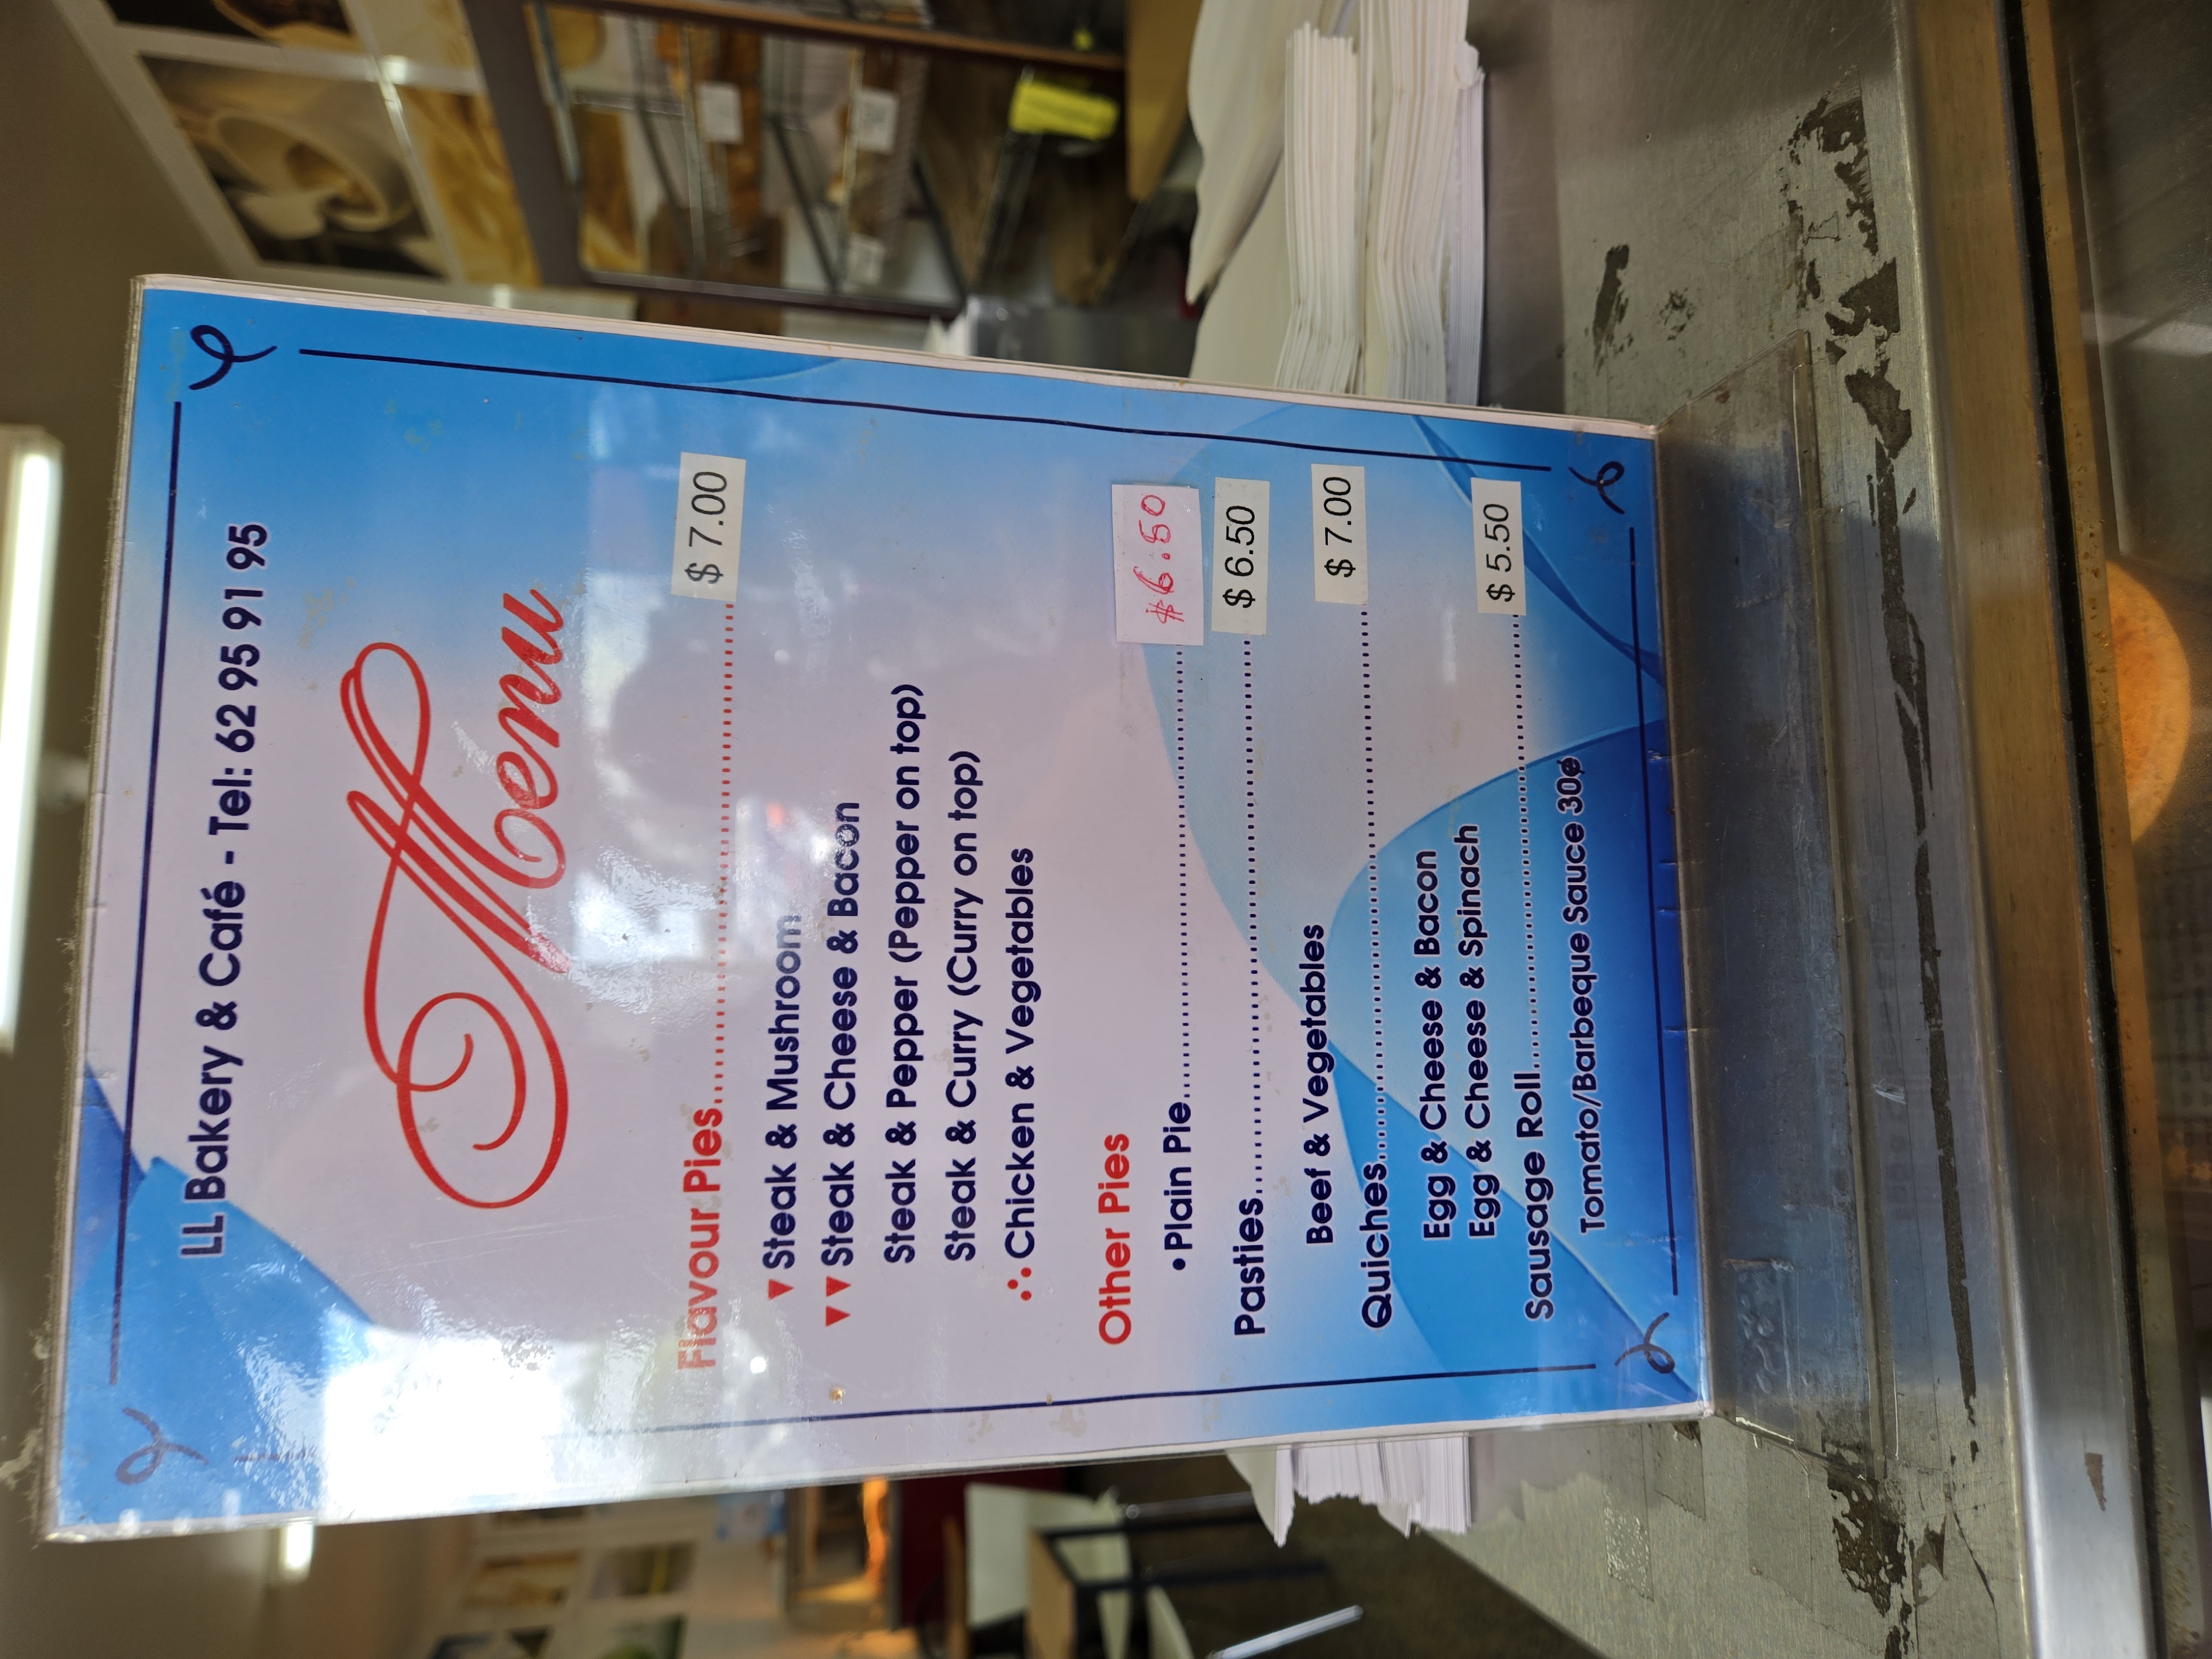 LL Bakery & Café - Tel: 62 95 91 95
Menu
Flavour Pies.......................................... $ 7.00
Steak & Mushroom
Steak & Cheese & Bacon
Steak & Pepper (Pepper on top)
Steak & Curry (Curry on top)
Chicken & Vegetables
Other Pies
• Plain Pie.......................................... $6.50
Pasties.......................................... $ 6.50
Beef & Vegetables
Quiches.......................................... $ 7.00
Egg & Cheese & Bacon
Egg & Cheese & Spinach
Sausage Roll.......................................... $ 5.50
Tomato/Barbeque Sauce 30¢